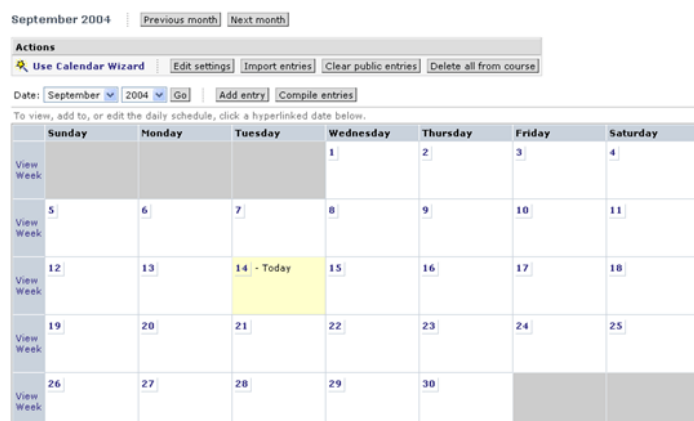 September 2004 Previous month Next month
Actions
Use Calendar Wizard Edit settings Import entries Clear public entries Delete all from course
Date: September 2004 Go Add entry Compile entries
To view, add to, or edit the daily schedule, click a hyperlinked date below.
Sunday Monday Tuesday Wednesday Thursday Friday Saturday
1 2 3 4
View
Week
5 6 7 8 9 10 11
View
Week
12 13 14 - Today 15 16 17 18
View
Week
19 20 21 22 23 24 25
View
Week
26 27 28 29 30
View
Week